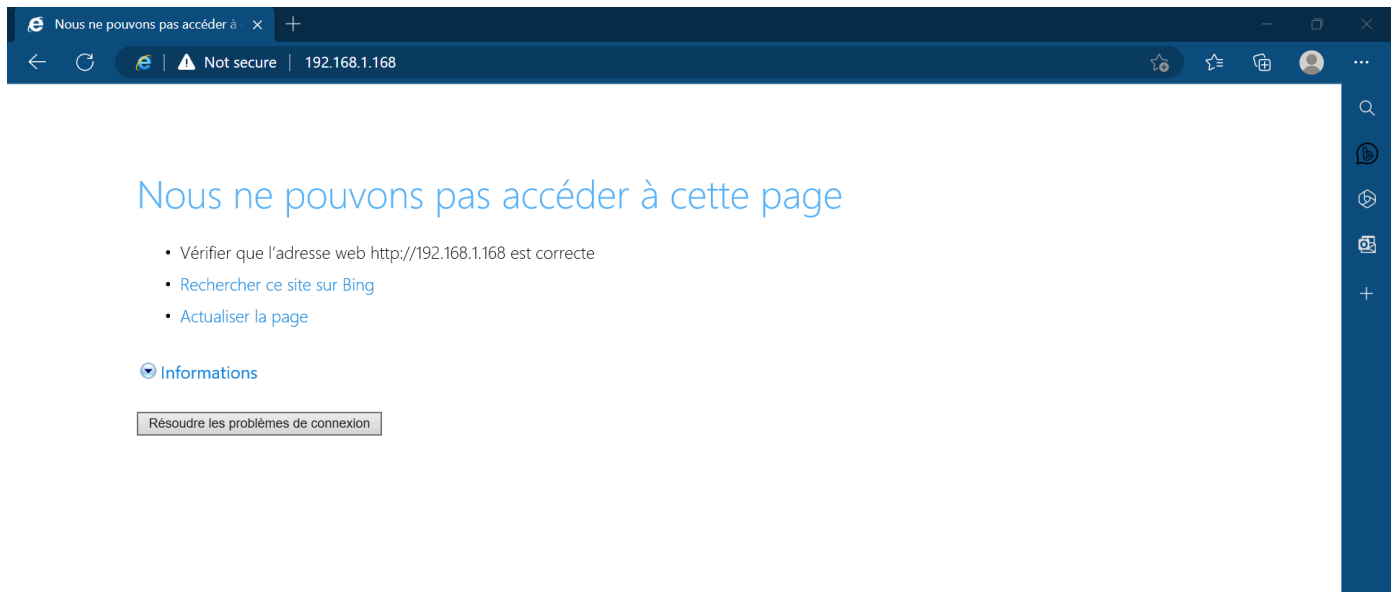 Nous ne pouvons pas accéder à
Not secure
192.168.1.168
Nous ne pouvons pas accéder à cette page
• Vérifier que l'adresse web http://192.168.1.168 est correcte
• Rechercher ce site sur Bing
• Actualiser la page
Informations
Résoudre les problèmes de connexion